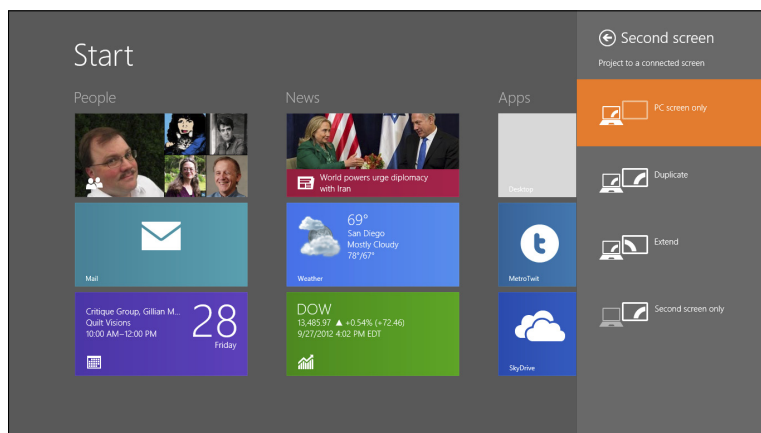 Start
People
News
World powers urge diplomacy
with Iran
Apps
Desktop
Mail
69°
San Diego
Mostly Cloudy
78°/67°
Weather
MetroTwit
Critique Group, Gillian M...
Quilt Visions
10:00 AM–12:00 PM
28
Friday
DOW
13,485.97 ▲ +0.54% (+72.46)
9/27/2012 4:02 PM EDT
SkyDrive
Second screen
Project to a connected screen
PC screen only
Duplicate
Extend
Second screen only